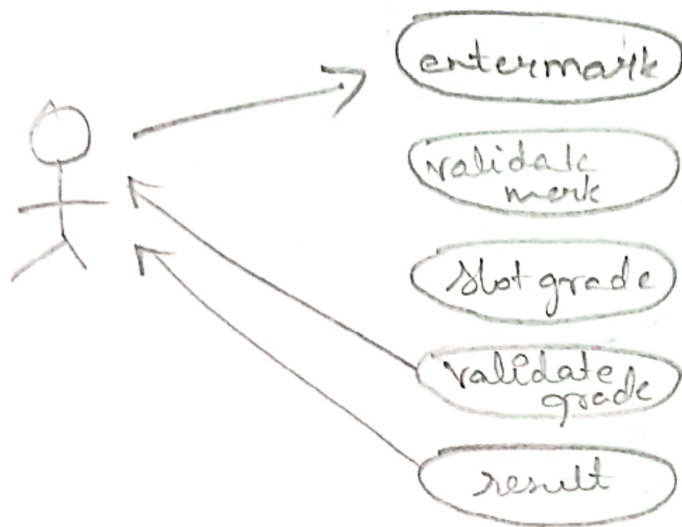 entermark
validate
mark
slot grade
validate
grade
result